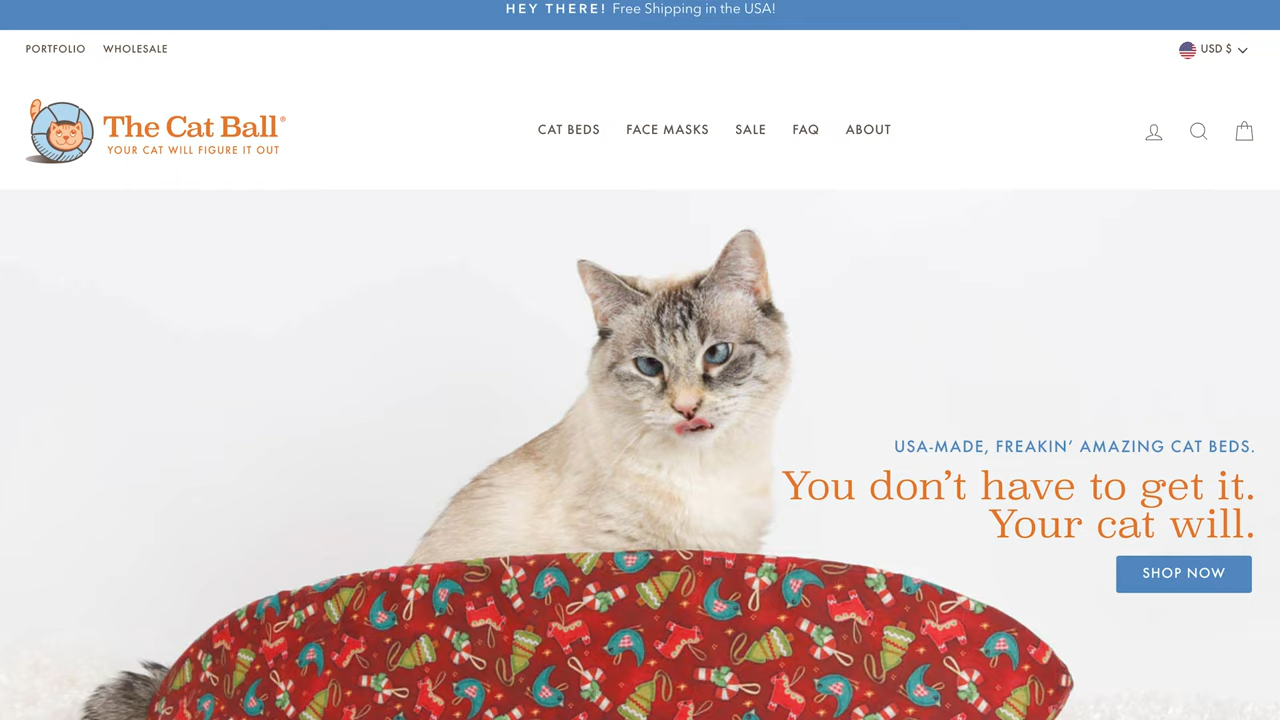 HEY THERE! Free Shipping in the USA!
PORTFOLIO WHOLESALE
USD $
The Cat Ball®
YOUR CAT WILL FIGURE IT OUT
CAT BEDS FACE MASKS SALE FAQ ABOUT
USA-MADE, FREAKIN’ AMAZING CAT BEDS.
You don’t have to get it.
Your cat will.
SHOP NOW